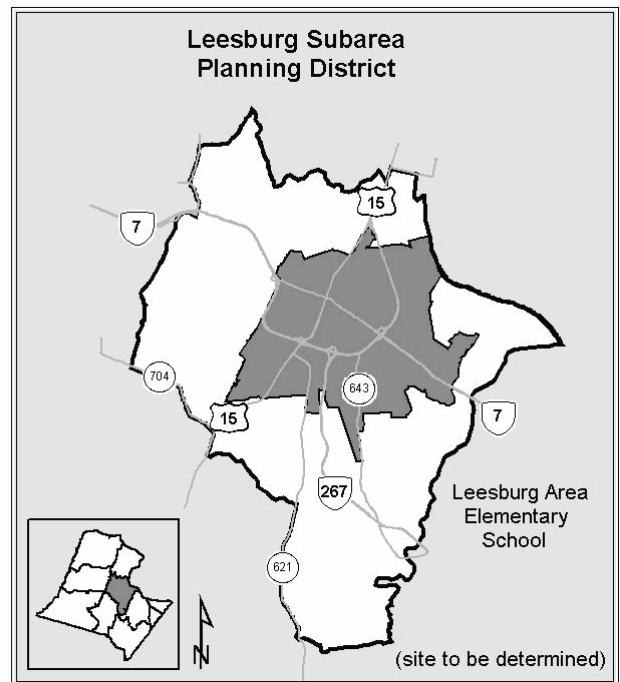 Leesburg Subarea
Planning District
15
7
704
643
15
7
267
Leesburg Area
Elementary
School
621
N
(site to be determined)